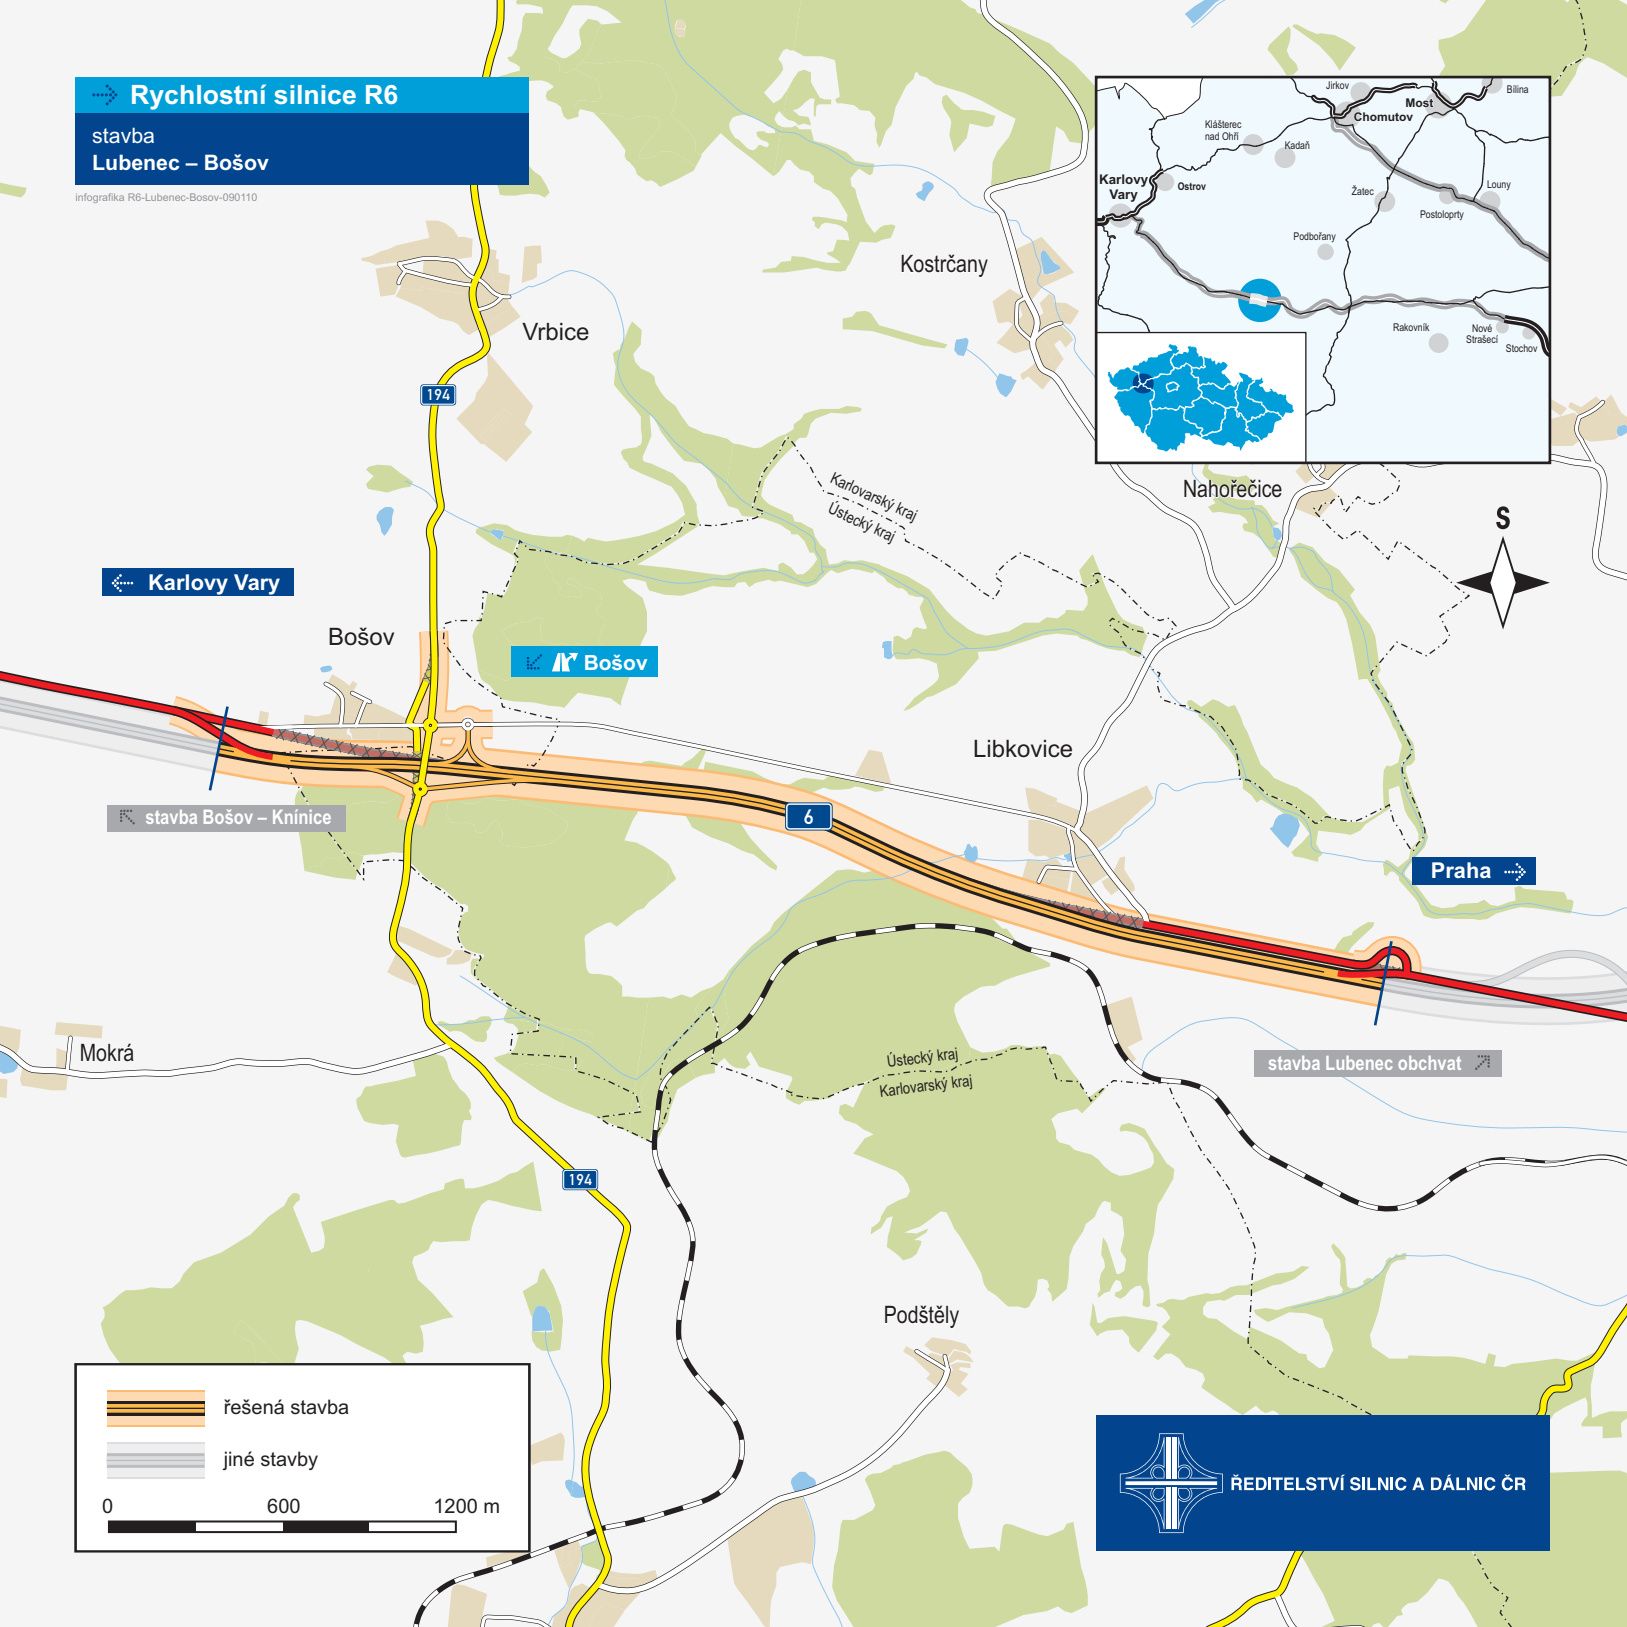 Rychlostní silnice R6
stavba
Lubenec – Bošov
infografika R6-Lubenec-Bosov-090110
Jirkov
Most
Bílina
Chomutov
Klášterec
nad Ohří
Kadaň
Karlovy
Vary
Ostrov
Žatec
Louny
Postoloprty
Podbořany
Rakovník
Nové
Strašecí
Stochov
Kostrčany
Vrbice
194
Karlovarský kraj
Ústecký kraj
Nahořečice
S
Karlovy Vary
Bošov
Bošov
Libkovice
stavba Bošov – Knínice
6
Praha
Mokrá
Ústecký kraj
Karlovarský kraj
stavba Lubenec obchvat
194
Podštěly
řešená stavba
jiné stavby
0 600 1200 m
ŘEDITELSTVÍ SILNIC A DÁLNIC ČR